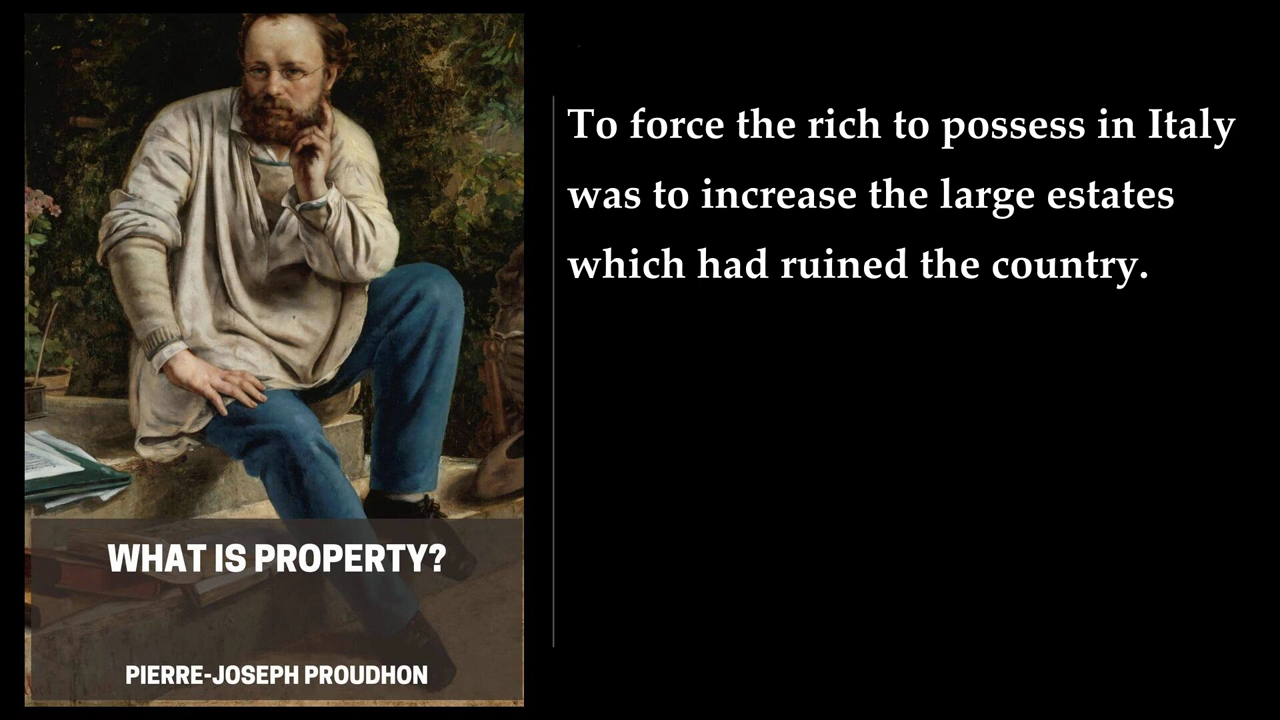 WHAT IS PROPERTY?
PIERRE-JOSEPH PROUDHON
To force the rich to possess in Italy
was to increase the large estates
which had ruined the country.